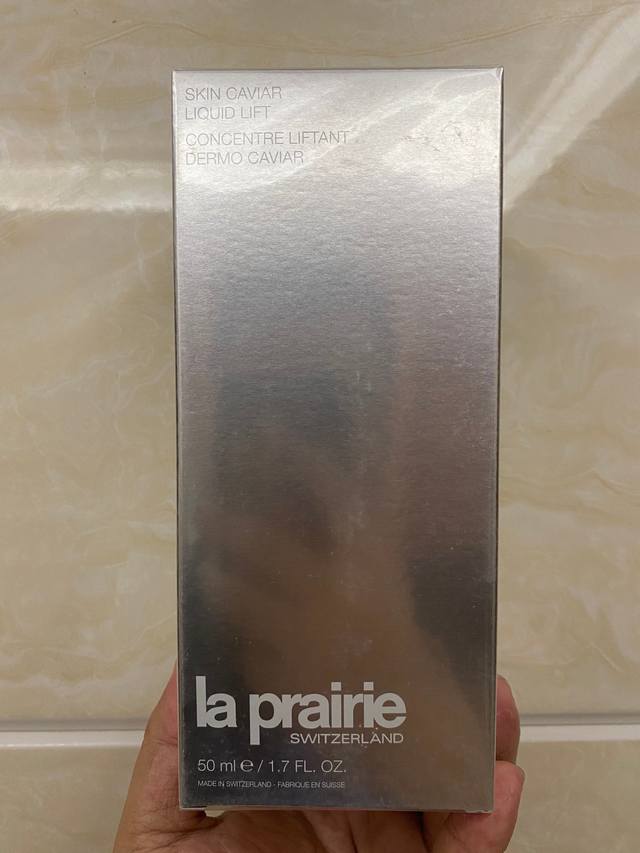 SKIN CAVIAR
LIQUID LIFT
CONCENTRE LIFTANT
DERMO CAVIAR
la prairie
SWITZERLAND
50 ml ℮ / 1.7 FL. OZ.
MADE IN SWITZERLAND - FABRIQUE EN SUISSE